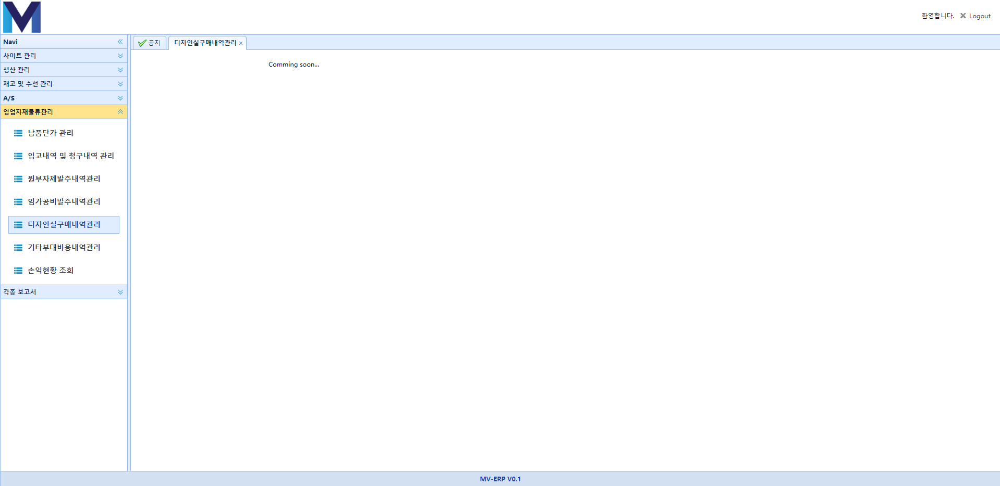 M
환영합니다. Logout
Navi
사이트 관리
생산 관리
재고 및 수선 관리
A/S
영업자재물류관리
납품단가 관리
입고내역 및 청구내역 관리
원부자제발주내역관리
임가공비발주내역관리
디자인실구매내역관리
기타부대비용내역관리
손익현황 조회
각종 보고서
공지
디자인실구매내역관리
Comming soon...
MV-ERP V0.1